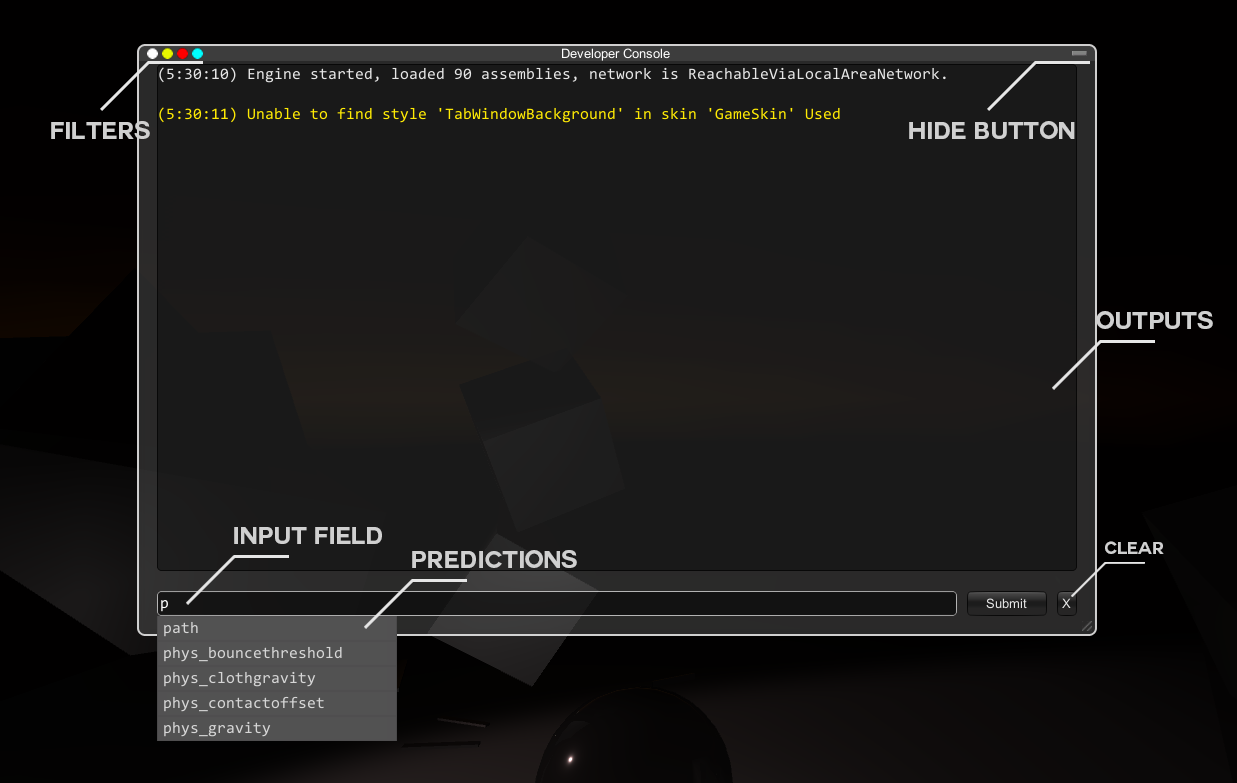 Developer Console
(5:30:10) Engine started, loaded 90 assemblies, network is ReachableViaLocalAreaNetwork.
(5:30:11) Unable to find style 'TabWindowBackground' in skin 'GameSkin' Used
FILTERS
HIDE BUTTON
OUTPUTS
INPUT FIELD
PREDICTIONS
CLEAR
p
Submit
X
path
phys_bouncethreshold
phys_clothgravity
phys_contactoffset
phys_gravity